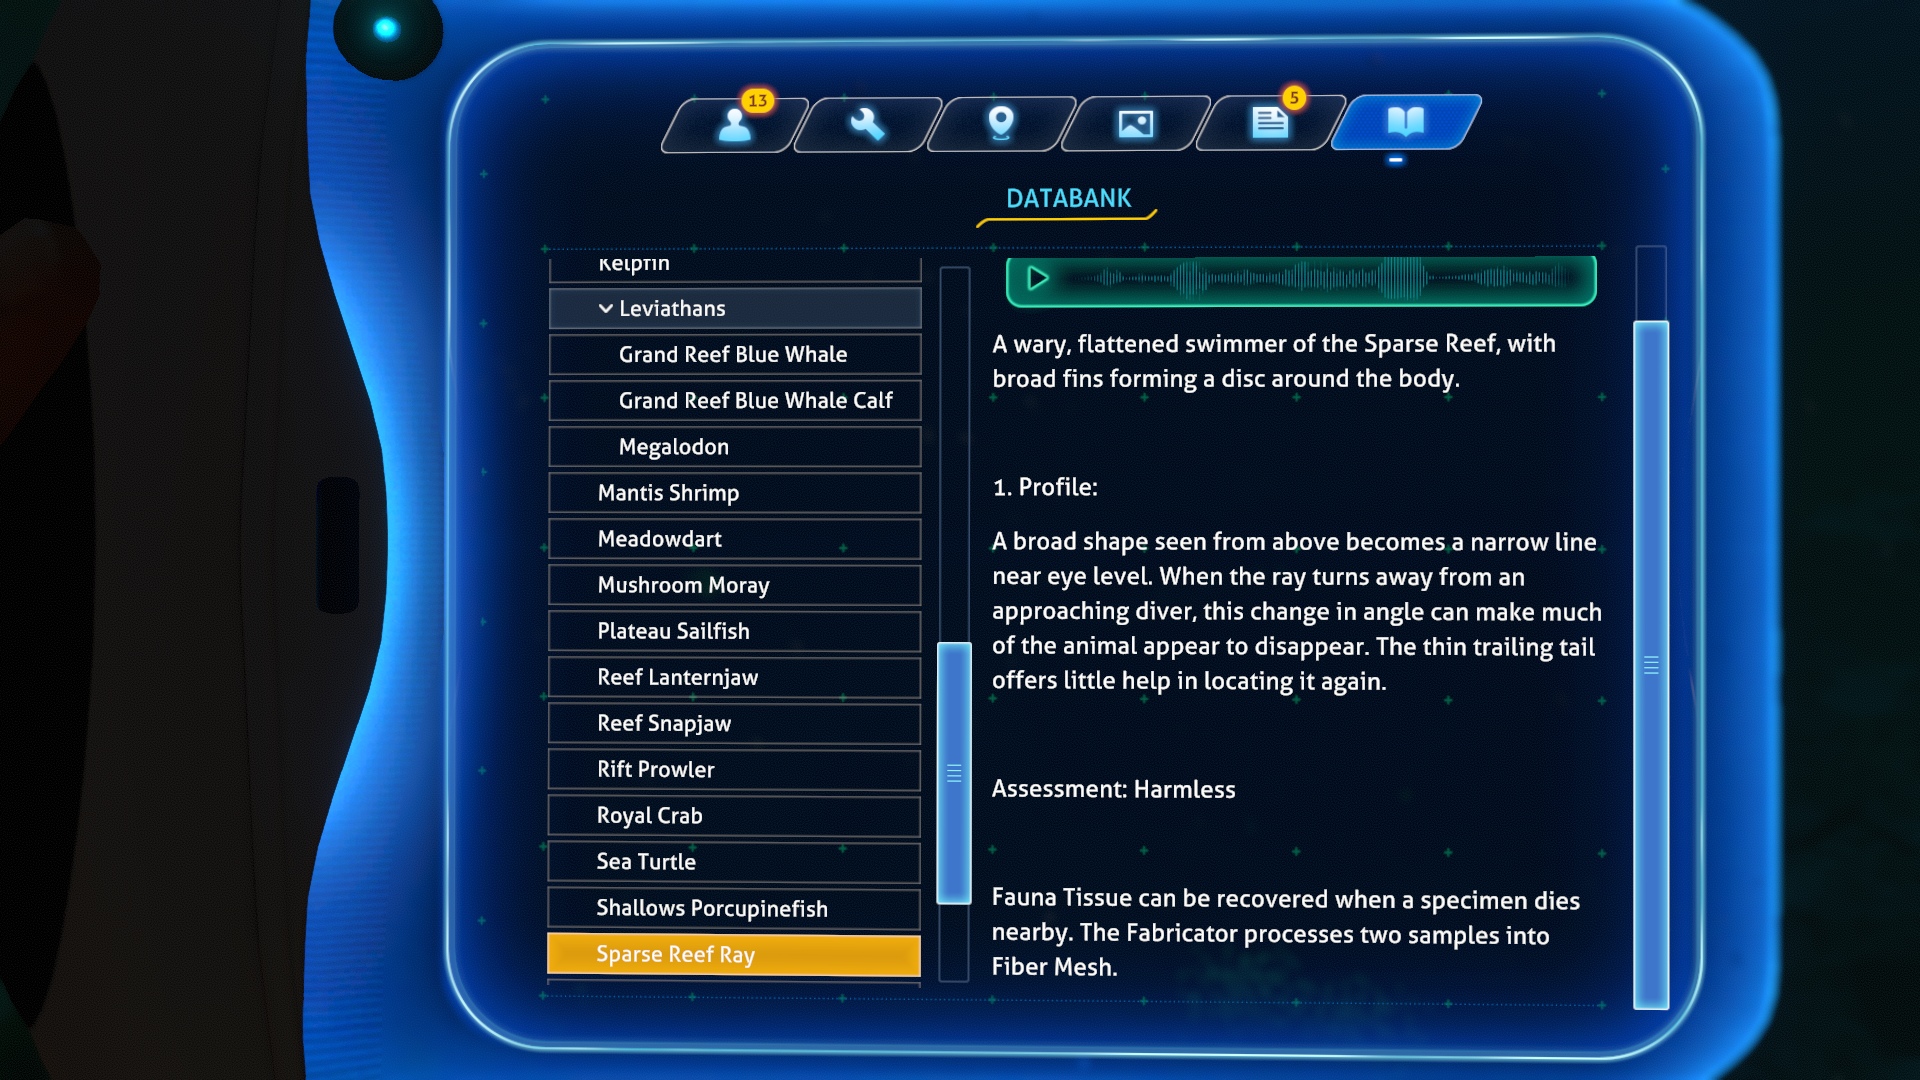 13
5
DATABANK
Kelpfin
Leviathans
Grand Reef Blue Whale
Grand Reef Blue Whale Calf
Megalodon
Mantis Shrimp
Meadowdart
Mushroom Moray
Plateau Sailfish
Reef Lanternjaw
Reef Snapjaw
Rift Prowler
Royal Crab
Sea Turtle
Shallows Porcupinefish
Sparse Reef Ray
A wary, flattened swimmer of the Sparse Reef, with
broad fins forming a disc around the body.
1. Profile:
A broad shape seen from above becomes a narrow line
near eye level. When the ray turns away from an
approaching diver, this change in angle can make much
of the animal appear to disappear. The thin trailing tail
offers little help in locating it again.
Assessment: Harmless
Fauna Tissue can be recovered when a specimen dies
nearby. The Fabricator processes two samples into
Fiber Mesh.